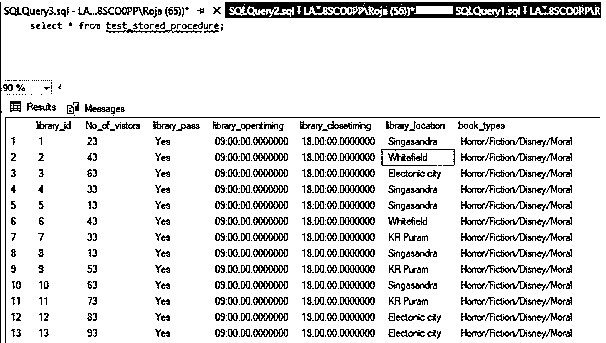 SQLQuery3.sql - LA...8SCO0PP\Roja (65))* SQLQuery2.sql - LA...8SCO0PP\Roja (56))* SQLQuery1.sql - LA...8SCO0PP\R
select * from test_stored_procedure;
90 %
Results Messages
library_id No_of_vistors library_pass library_opentiming library_closetiming library_location book_types
1 1 23 Yes 09:00:00.0000000 18:00:00.0000000 Singasandra Horror/Fiction/Disney/Moral
2 2 43 Yes 09:00:00.0000000 18:00:00.0000000 Whitefield Horror/Fiction/Disney/Moral
3 3 63 Yes 09:00:00.0000000 18:00:00.0000000 Electonic city Horror/Fiction/Disney/Moral
4 4 33 Yes 09:00:00.0000000 18:00:00.0000000 Singasandra Horror/Fiction/Disney/Moral
5 5 13 Yes 09:00:00.0000000 18:00:00.0000000 Singasandra Horror/Fiction/Disney/Moral
6 6 43 Yes 09:00:00.0000000 18:00:00.0000000 Whitefield Horror/Fiction/Disney/Moral
7 7 33 Yes 09:00:00.0000000 18:00:00.0000000 KR Puram Horror/Fiction/Disney/Moral
8 8 13 Yes 09:00:00.0000000 18:00:00.0000000 Singasandra Horror/Fiction/Disney/Moral
9 9 53 Yes 09:00:00.0000000 18:00:00.0000000 KR Puram Horror/Fiction/Disney/Moral
10 10 63 Yes 09:00:00.0000000 18:00:00.0000000 Singasandra Horror/Fiction/Disney/Moral
11 11 73 Yes 09:00:00.0000000 18:00:00.0000000 KR Puram Horror/Fiction/Disney/Moral
12 12 83 Yes 09:00:00.0000000 18:00:00.0000000 Electonic city Horror/Fiction/Disney/Moral
13 13 93 Yes 09:00:00.0000000 18:00:00.0000000 Electonic city Horror/Fiction/Disney/Moral